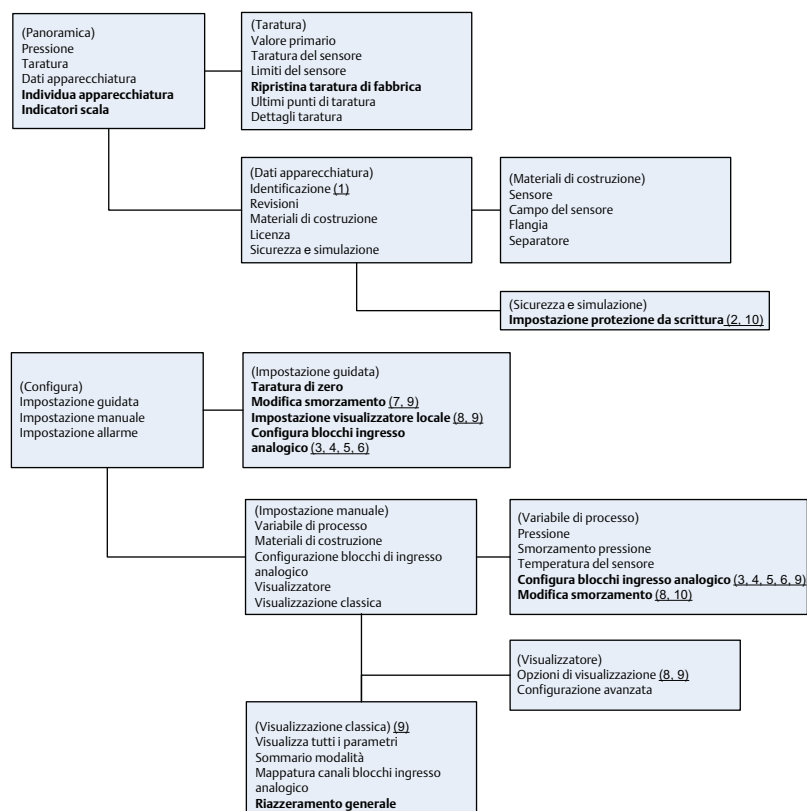 (Panoramica)
Pressione
Taratura
Dati apparecchiatura
Individua apparecchiatura
Indicatori scala
(Taratura)
Valore primario
Taratura del sensore
Limiti del sensore
Ripristina taratura di fabbrica
Ultimi punti di taratura
Dettagli taratura
(Dati apparecchiatura)
Identificazione (1)
Revisioni
Materiali di costruzione
Licenza
Sicurezza e simulazione
(Materiali di costruzione)
Sensore
Campo del sensore
Flangia
Separatore
(Sicurezza e simulazione)
Impostazione protezione da scrittura (2, 10)
(Configura)
Impostazione guidata
Impostazione manuale
Impostazione allarme
(Impostazione guidata)
Taratura di zero
Modifica smorzamento (7, 9)
Impostazione visualizzatore locale (8, 9)
Configura blocchi ingresso
analogico (3, 4, 5, 6)
(Impostazione manuale)
Variabile di processo
Materiali di costruzione
Configurazione blocchi di ingresso
analogico
Visualizzatore
Visualizzazione classica
(Variabile di processo)
Pressione
Smorzamento pressione
Temperatura del sensore
Configura blocchi ingresso analogico (3, 4, 5, 6, 9)
Modifica smorzamento (8, 10)
(Visualizzatore)
Opzioni di visualizzazione (8, 9)
Configurazione avanzata
(Visualizzazione classica) (9)
Visualizza tutti i parametri
Sommario modalità
Mappatura canali blocchi ingresso
analogico
Riazzeramento generale